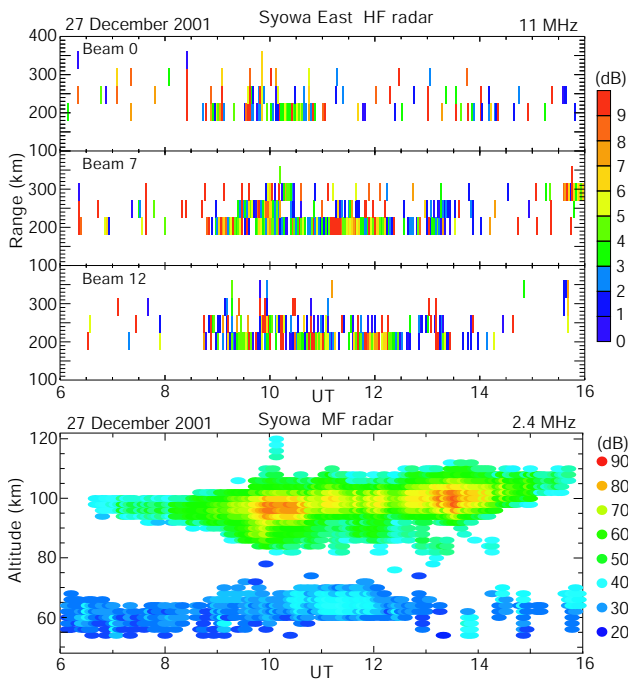 27 December 2001 Syowa East HF radar 11 MHz
400
Beam 0
300
200
100
Beam 7
300
200
100
Beam 12
300
200
100
Range (km)
6 8 10 12 14 16
UT
(dB)
9
8
7
6
5
4
3
2
1
0
27 December 2001 Syowa MF radar 2.4 MHz
120
100
80
60
Altitude (km)
6 8 10 12 14 16
UT
(dB)
90
80
70
60
50
40
30
20